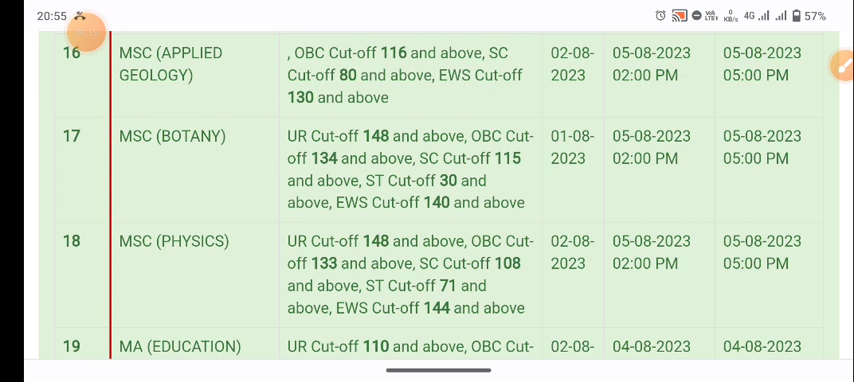 20:55
0
Vo)
LTE1
KB/s
4G
57%
16
MSC (APPLIED
GEOLOGY)
, OBC Cut-off 116 and above, SC
Cut-off 80 and above, EWS Cut-off
130 and above
02-08-
2023
05-08-2023
02:00 PM
05-08-2023
05:00 PM
17
MSC (BOTANY)
UR Cut-off 148 and above, OBC Cut-
off 134 and above, SC Cut-off 115
and above, ST Cut-off 30 and
above, EWS Cut-off 140 and above
01-08-
2023
05-08-2023
02:00 PM
05-08-2023
05:00 PM
18
MSC (PHYSICS)
UR Cut-off 148 and above, OBC Cut-
off 133 and above, SC Cut-off 108
and above, ST Cut-off 71 and
above, EWS Cut-off 144 and above
02-08-
2023
05-08-2023
02:00 PM
05-08-2023
05:00 PM
19
MA (EDUCATION)
UR Cut-off 110 and above, OBC Cut-
02-08-
04-08-2023
04-08-2023